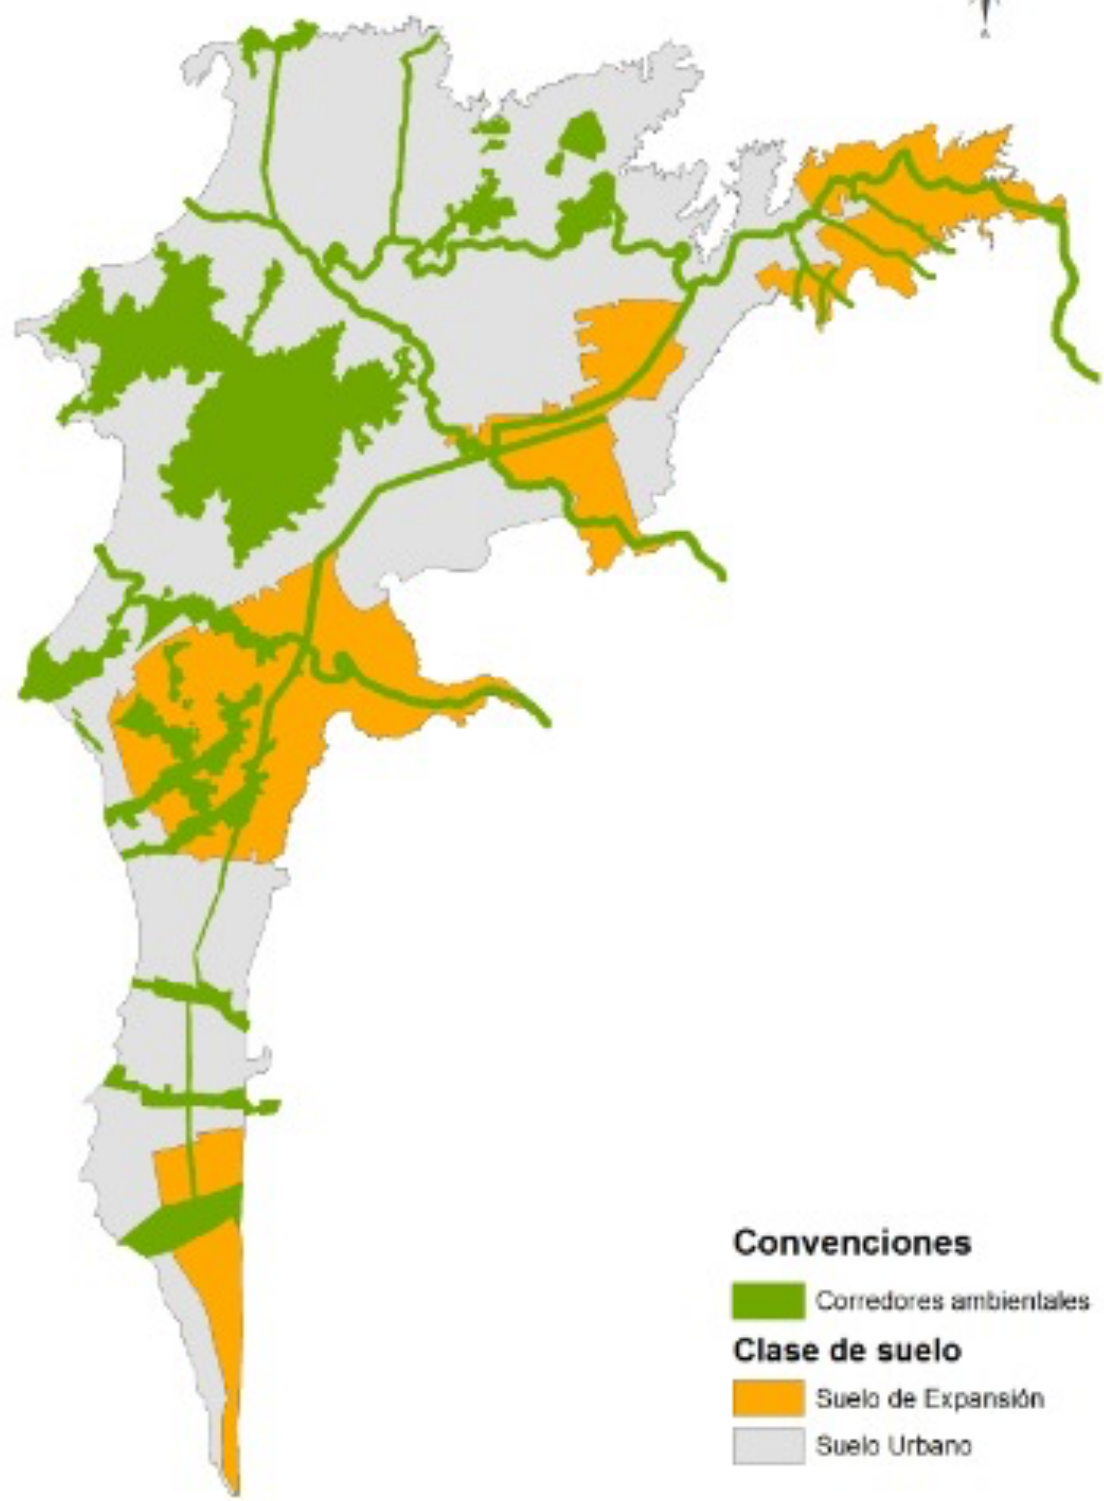 Convenciones
Corredores ambientales
Clase de suelo
Suelo de Expansión
Suelo Urbano